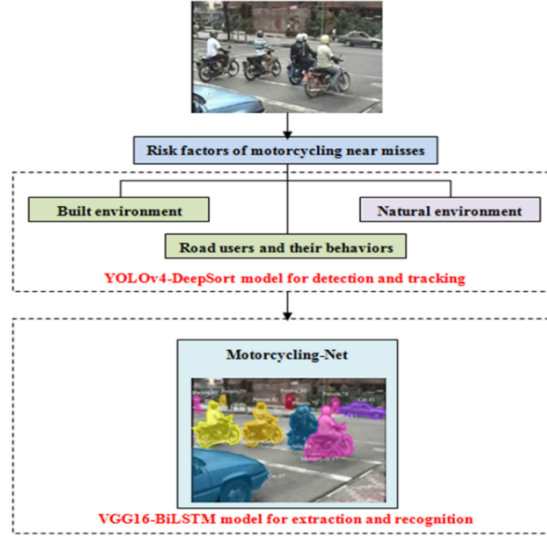 Risk factors of motorcycling near misses
Built environment
Natural environment
Road users and their behaviors
YOLOv4-DeepSort model for detection and tracking
Motorcycling-Net
VGG16-BiLSTM model for extraction and recognition